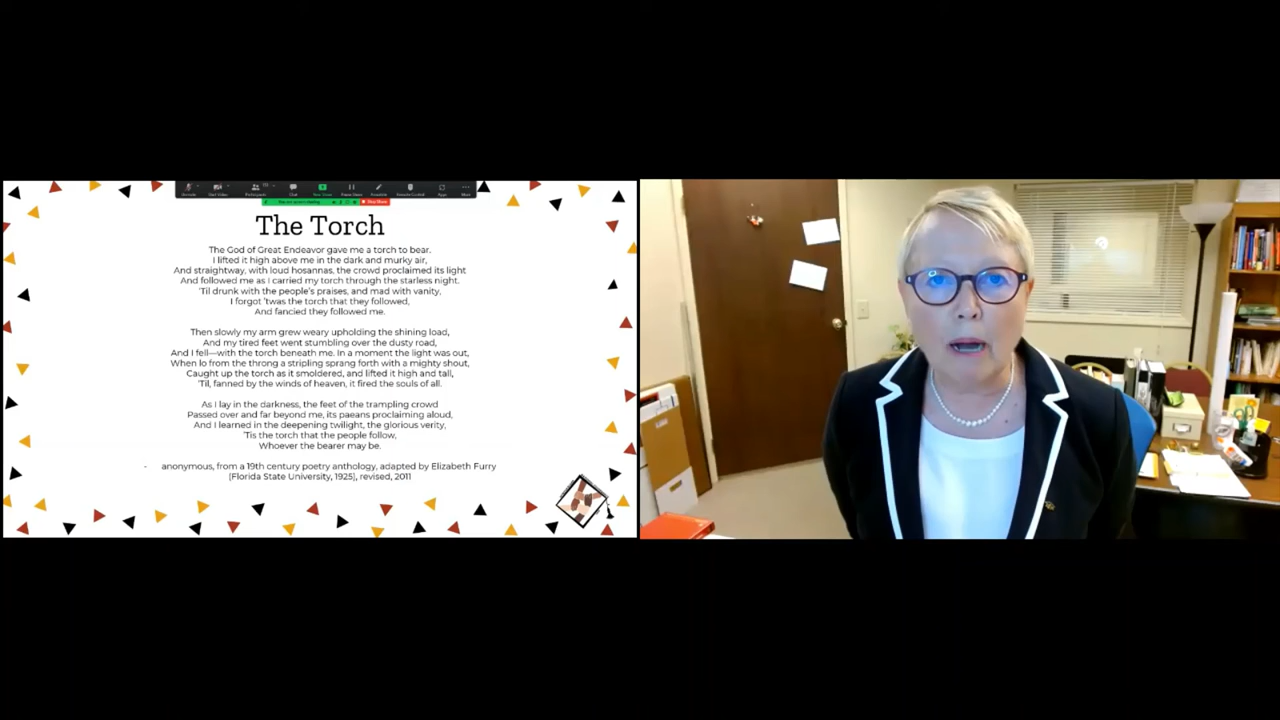 The Torch
The God of Great Endeavor gave me a torch to bear.
I lifted it high above me in the dark and murky air,
And straightway, with loud hosannas, the crowd proclaimed its light
And followed me as I carried my torch through the starless night.
'Til drunk with the people's praises, and mad with vanity,
I forgot 'twas the torch that they followed,
And fancied they followed me.
Then slowly my arm grew weary upholding the shining load,
And my tired feet went stumbling over the dusty road,
And I fell—with the torch beneath me. In a moment the light was out,
When lo from the throng a stripling sprang forth with a mighty shout,
Caught up the torch as it smoldered, and lifted it high and tall,
'Til, fanned by the winds of heaven, it fired the souls of all.
As I lay in the darkness, the feet of the trampling crowd
Passed over and far beyond me, its paeans proclaiming aloud,
And I learned in the deepening twilight, the glorious verity,
'Tis the torch that the people follow,
Whoever the bearer may be.
- anonymous, from a 19th century poetry anthology, adapted by Elizabeth Furry
(Florida State University, 1925), revised, 2011